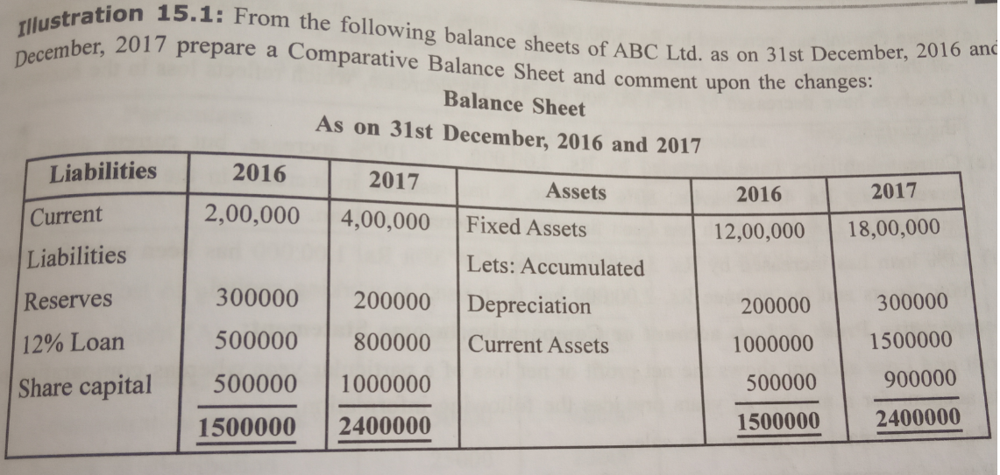 Illustration 15.1: From the following balance sheets of ABC Ltd. as on 31st December, 2016 and
December, 2017 prepare a Comparative Balance Sheet and comment upon the changes:
Balance Sheet
As on 31st December, 2016 and 2017
Liabilities 2016 2017 Assets 2016 2017
Current 2,00,000 4,00,000 Fixed Assets 12,00,000 18,00,000
Liabilities Lets: Accumulated
Reserves 300000 200000 Depreciation 200000 300000
12% Loan 500000 800000 Current Assets 1000000 1500000
Share capital 500000 1000000 500000 900000
1500000 2400000 1500000 2400000